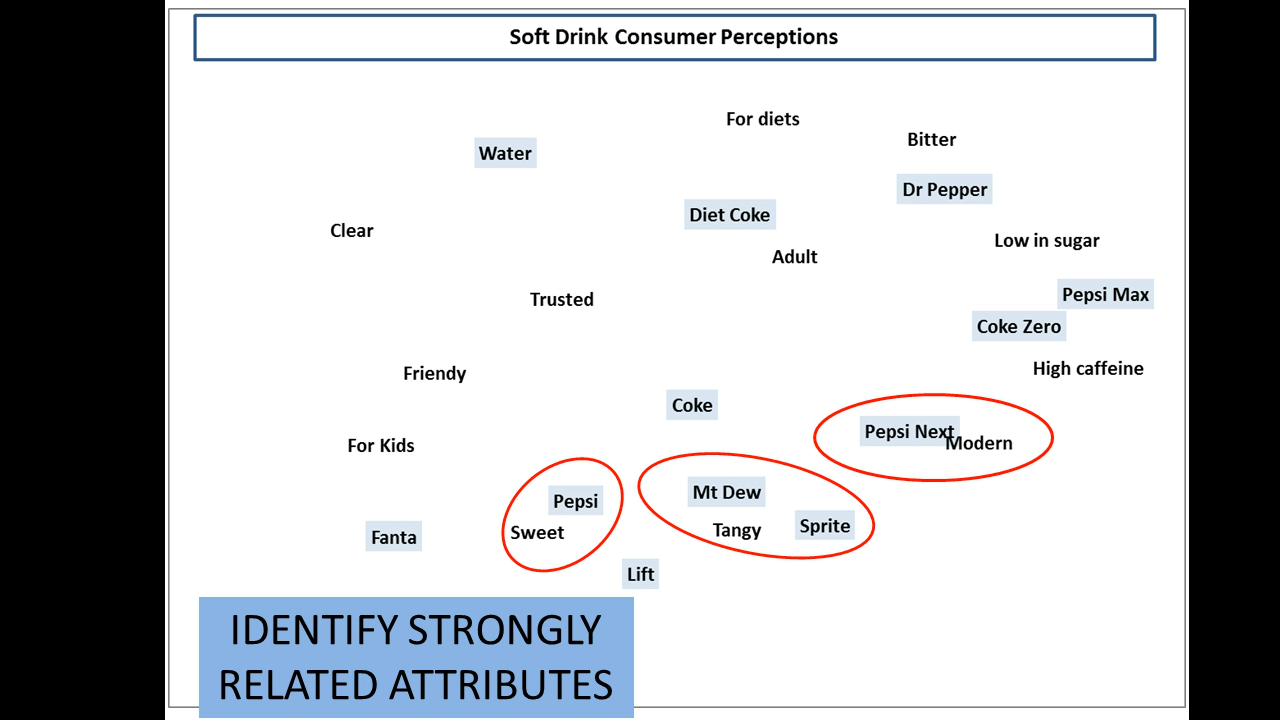 Soft Drink Consumer Perceptions
For diets
Bitter
Water
Dr Pepper
Diet Coke
Clear
Low in sugar
Adult
Pepsi Max
Trusted
Coke Zero
High caffeine
Friendy
Coke
Pepsi Next
Modern
For Kids
Mt Dew
Pepsi
Sprite
Tangy
Sweet
Fanta
Lift
IDENTIFY STRONGLY
RELATED ATTRIBUTES